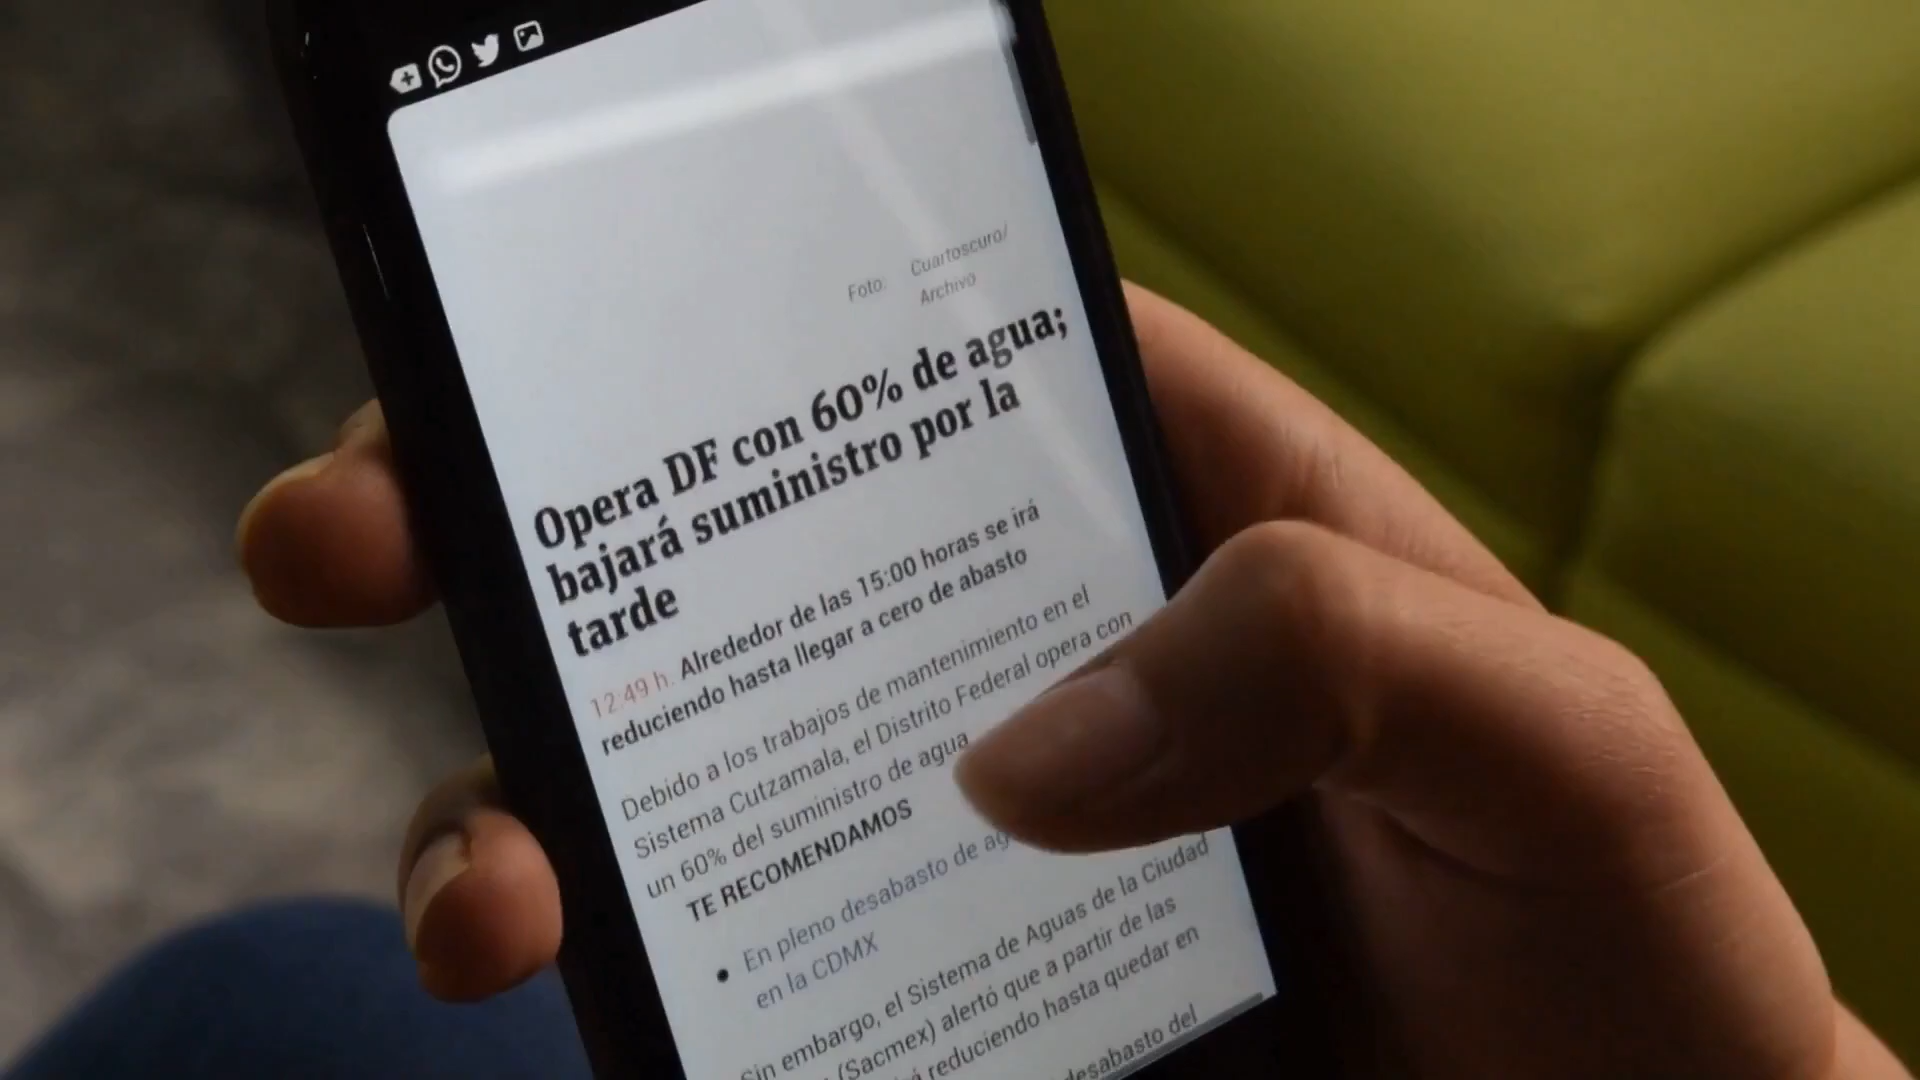 Foto: Cuartoscuro/
Archivo
Opera DF con 60% de agua;
bajará suministro por la
tarde
12:49 h. Alrededor de las 15:00 horas se irá
reduciendo hasta llegar a cero de abasto
Debido a los trabajos de mantenimiento en el
Sistema Cutzamala, el Distrito Federal opera con
un 60% del suministro de agua
TE RECOMENDAMOS
• En pleno desabasto de
en la CDMX
Sin embargo, el Sistema de Aguas de la Ciudad
(Sacmex) alertó que a partir de las
reduciendo hasta quedar en
desabasto del